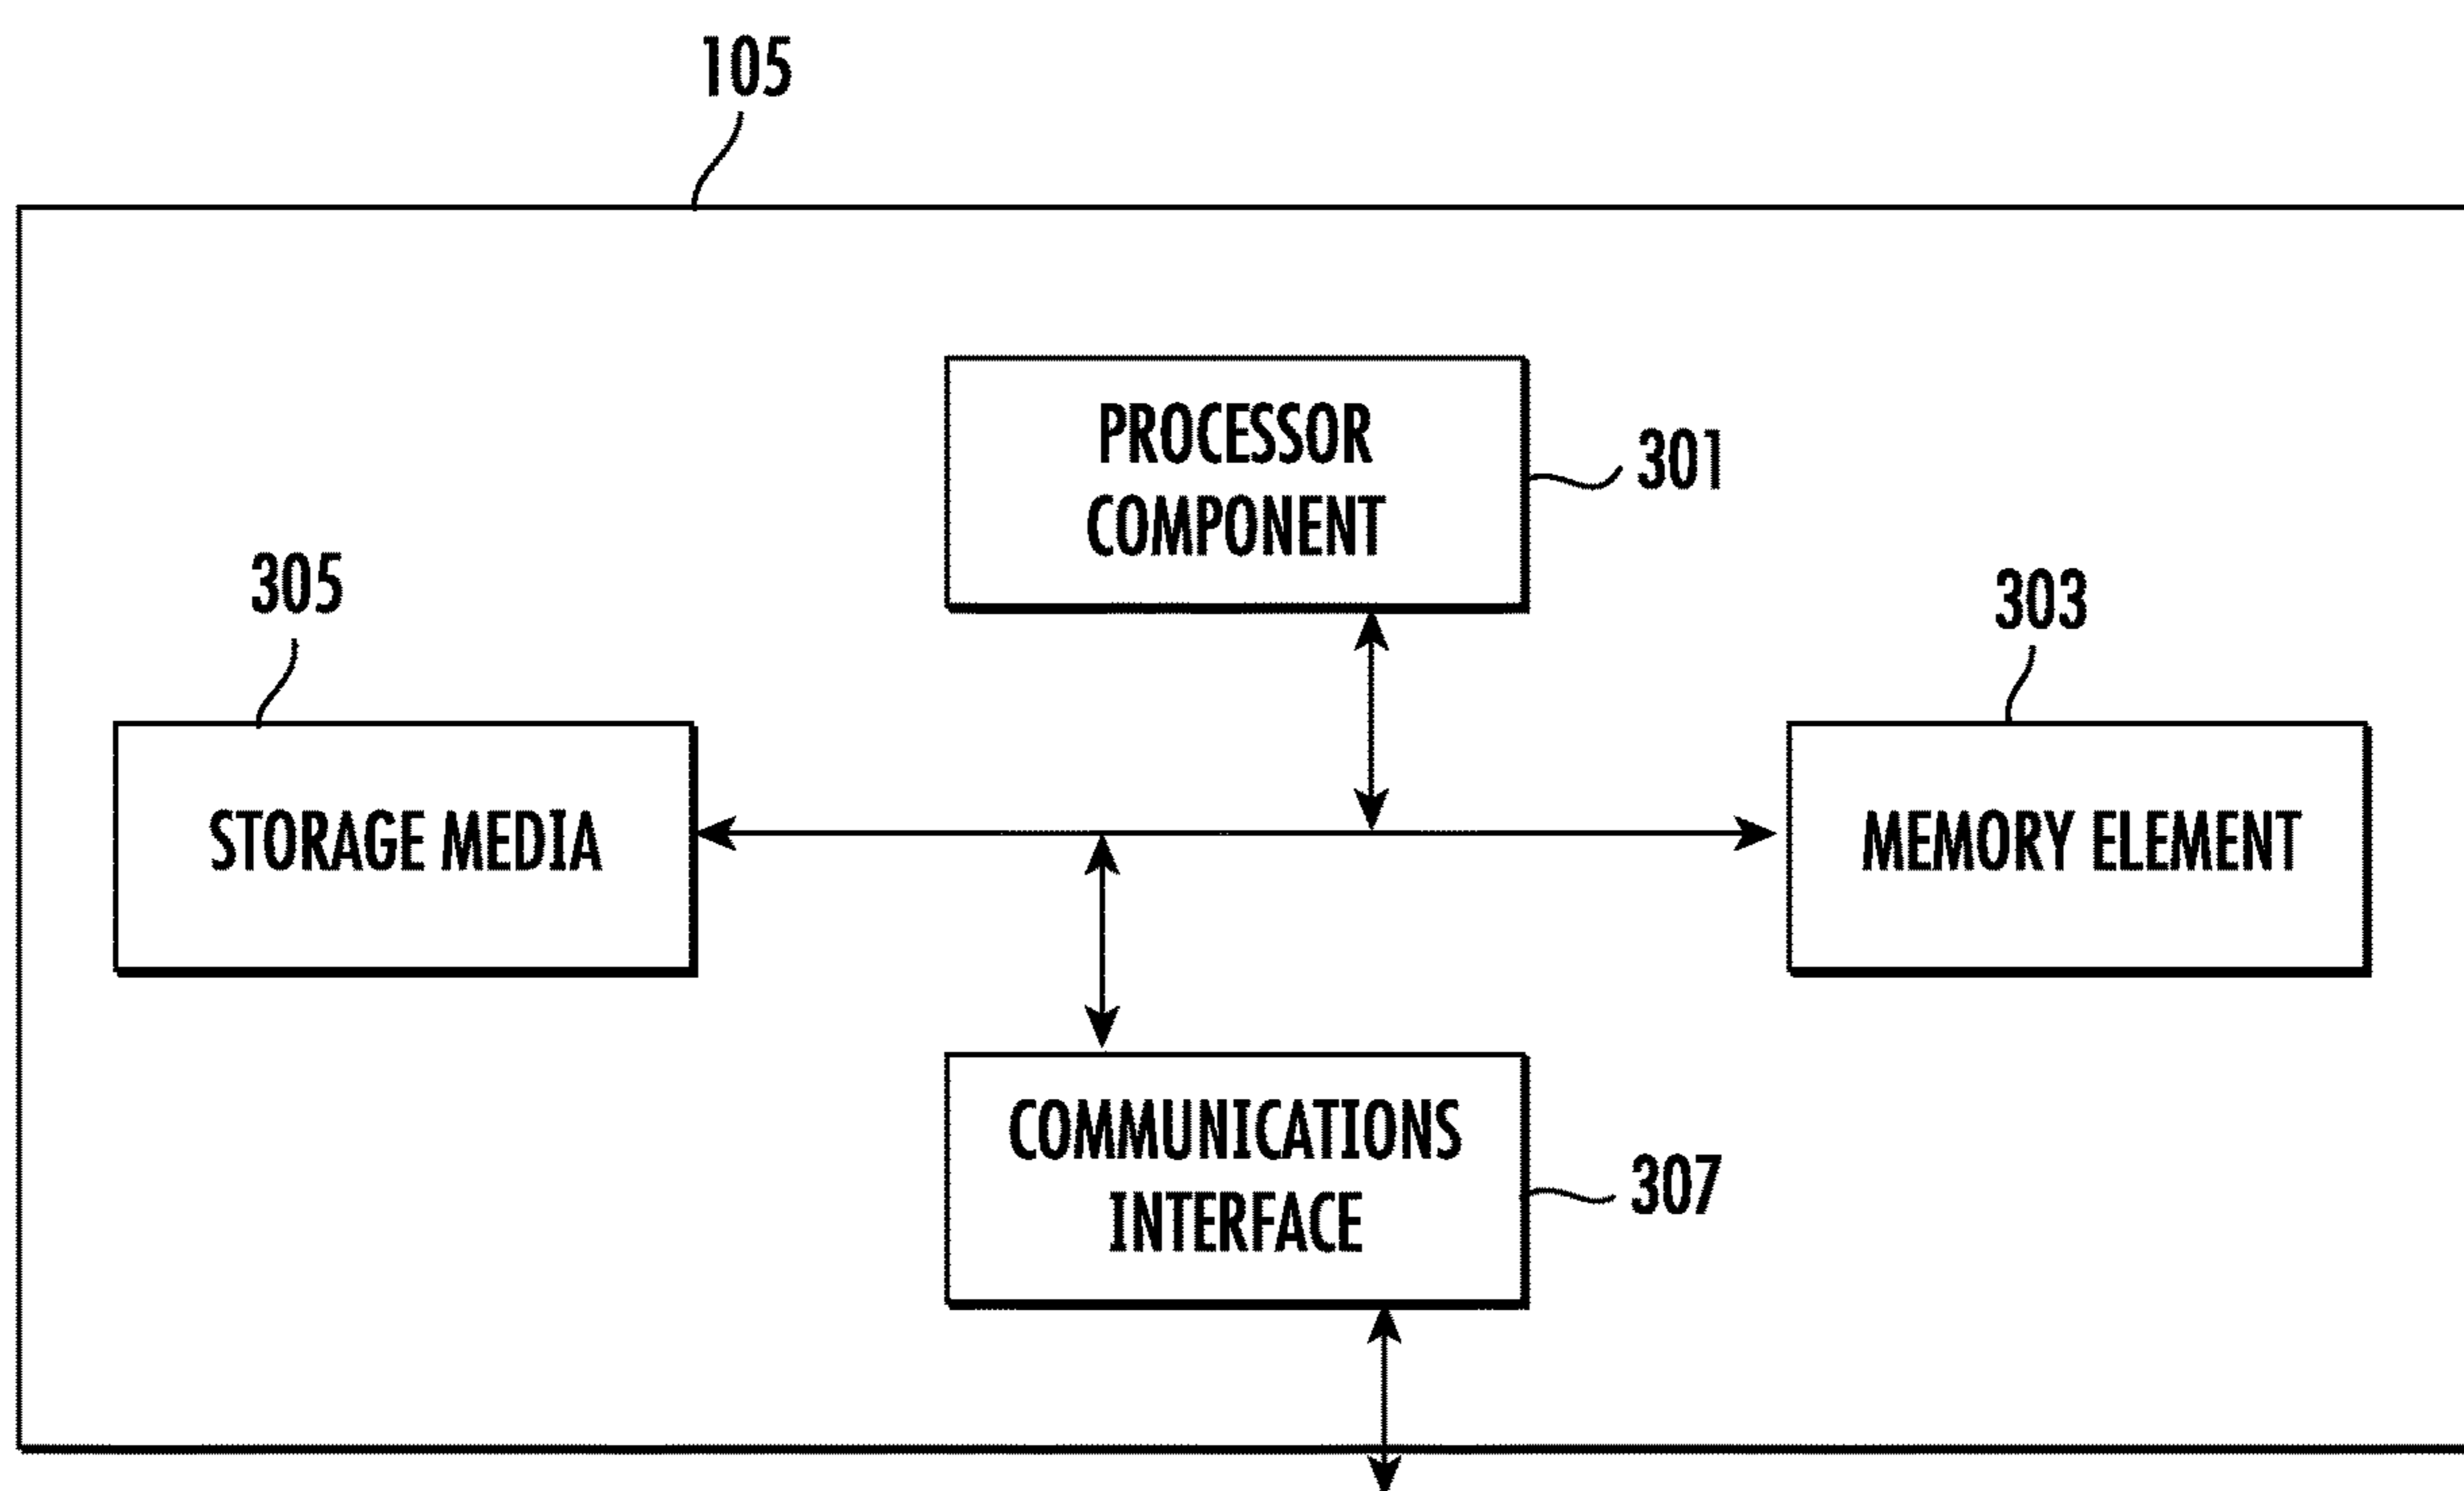 105
PROCESSOR
COMPONENT
301
305
303
STORAGE MEDIA
MEMORY ELEMENT
COMMUNICATIONS
INTERFACE
307